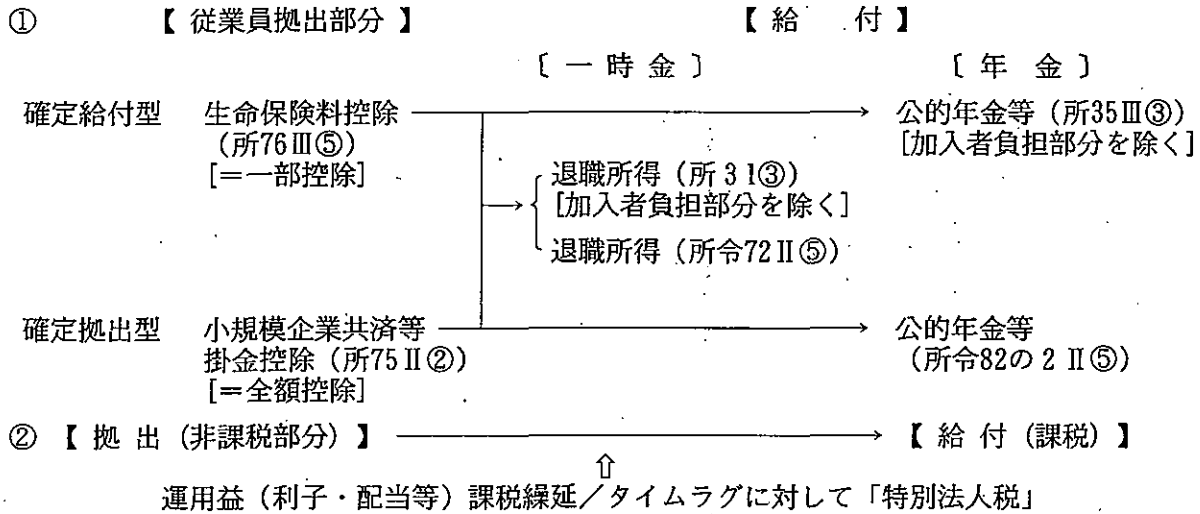 ① 【 従業員拠出部分 】 【 給 付 】
〔 一 時 金 〕 〔 年 金 〕
確定給付型 生命保険料控除 公的年金等 (所35Ⅲ③)
(所76Ⅲ⑤) [加入者負担部分を除く]
[=一部控除] 退職所得 (所31③)
[加入者負担部分を除く]
退職所得 (所令72Ⅱ⑤)
確定拠出型 小規模企業共済等 公的年金等
掛金控除 (所75Ⅱ②) (所令82の2 Ⅱ⑤)
[=全額控除]
② 【 拠 出 (非課税部分) 】 【 給 付 (課税) 】
運用益 (利子・配当等) 課税繰延/タイムラグに対して「特別法人税」